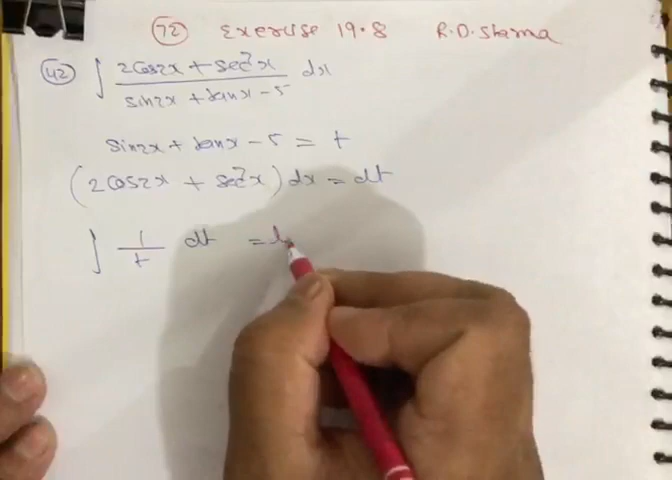 72 Exercise 19.8 R.D.Sharma
42 ∫ (2cos2x + sec²x)/(sin2x + tanx - 5) dx
sin2x + tanx - 5 = t
(2cos2x + sec²x) dx = dt
∫ 1/t dt = l